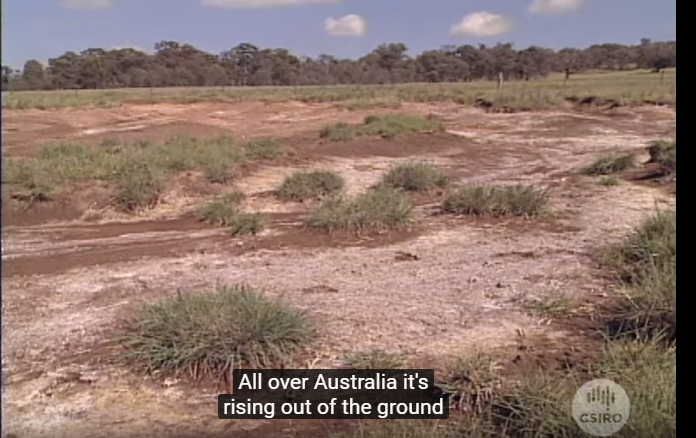 All over Australia it's
rising out of the ground
CSIRO